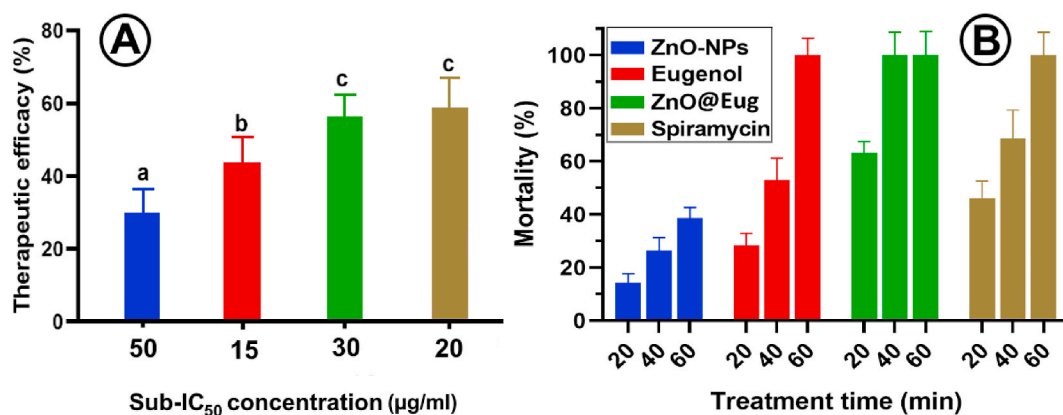 A
Therapeutic efficacy (%)
80
60
40
20
0
a
b
c
c
50 15 30 20
Sub-IC50 concentration (µg/ml)
B
ZnO-NPs
Eugenol
ZnO@Eug
Spiramycin
Mortality (%)
100
80
60
40
20
0
20 40 60 20 40 60 20 40 60 20 40 60
Treatment time (min)